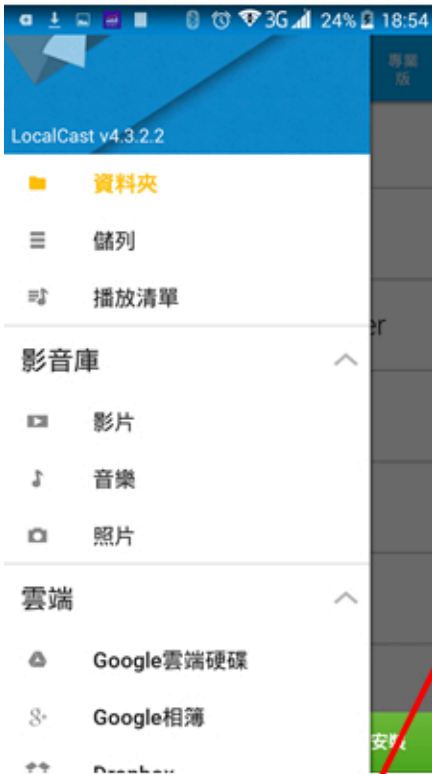 3G 24% 18:54
專業
版
LocalCast v4.3.2.2
資料夾
儲列
播放清單
er
影音庫
影片
音樂
照片
雲端
Google雲端硬碟
Google相簿
安裝
Dropbox